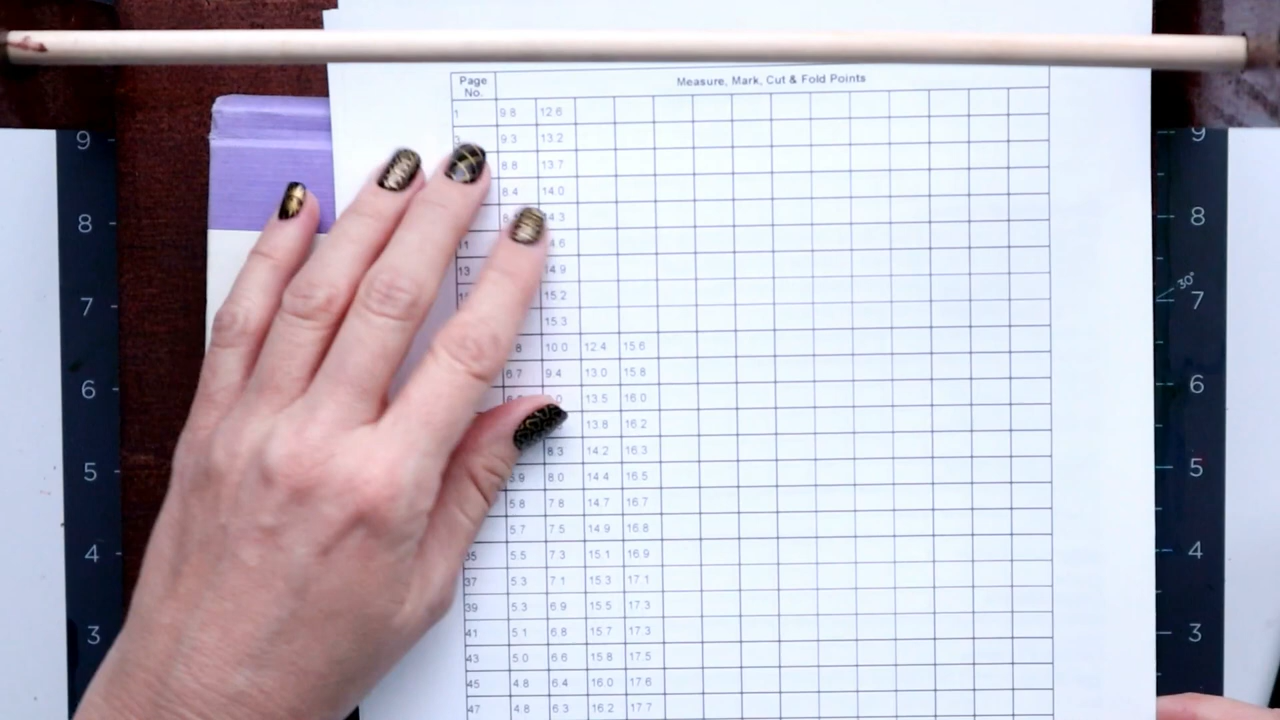 Page No. Measure, Mark, Cut & Fold Points
1 9.8 12.6
9.3 13.2
8.8 13.7
8.4 14.0
4.3
4.6
13 4.9
15.2
15.3
8 10.0 12.4 15.6
6.7 9.4 13.0 15.8
13.5 16.0
13.8 16.2
8.3 14.2 16.3
5.9 8.0 14.4 16.5
5.8 7.8 14.7 16.7
5.7 7.5 14.9 16.8
35 5.5 7.3 15.1 16.9
37 5.3 7.1 15.3 17.1
39 5.3 6.9 15.5 17.3
41 5.1 6.8 15.7 17.3
43 5.0 6.6 15.8 17.5
45 4.8 6.4 16.0 17.6
47 4.8 6.3 16.2 17.7
9
8
7
6
5
4
3
9
8
30°
7
6
5
4
3